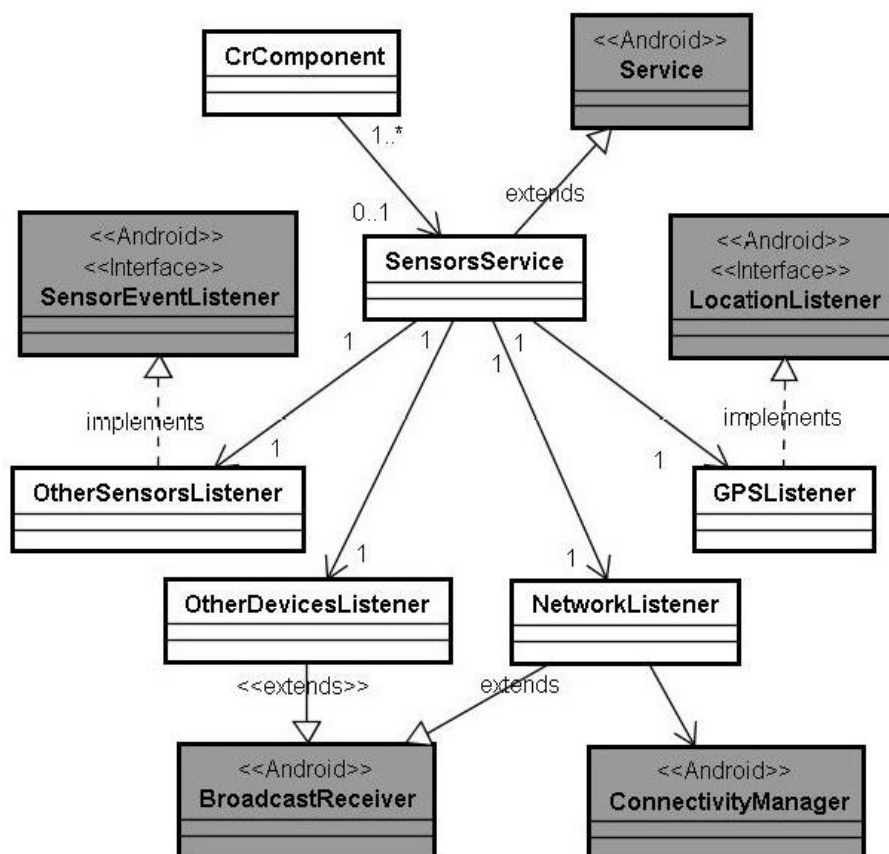 <<Android>>
CrComponent
Service
1..*
extends
0..1
<<Android>>
<<Interface>>
SensorEventListener
SensorsService
<<Android>>
<<Interface>>
LocationListener
1
1
1
1
implements
implements
1
1
OtherSensorsListener
GPSListener
1
1
OtherDevicesListener
NetworkListener
<<extends>>
extends
<<Android>>
BroadcastReceiver
<<Android>>
ConnectivityManager